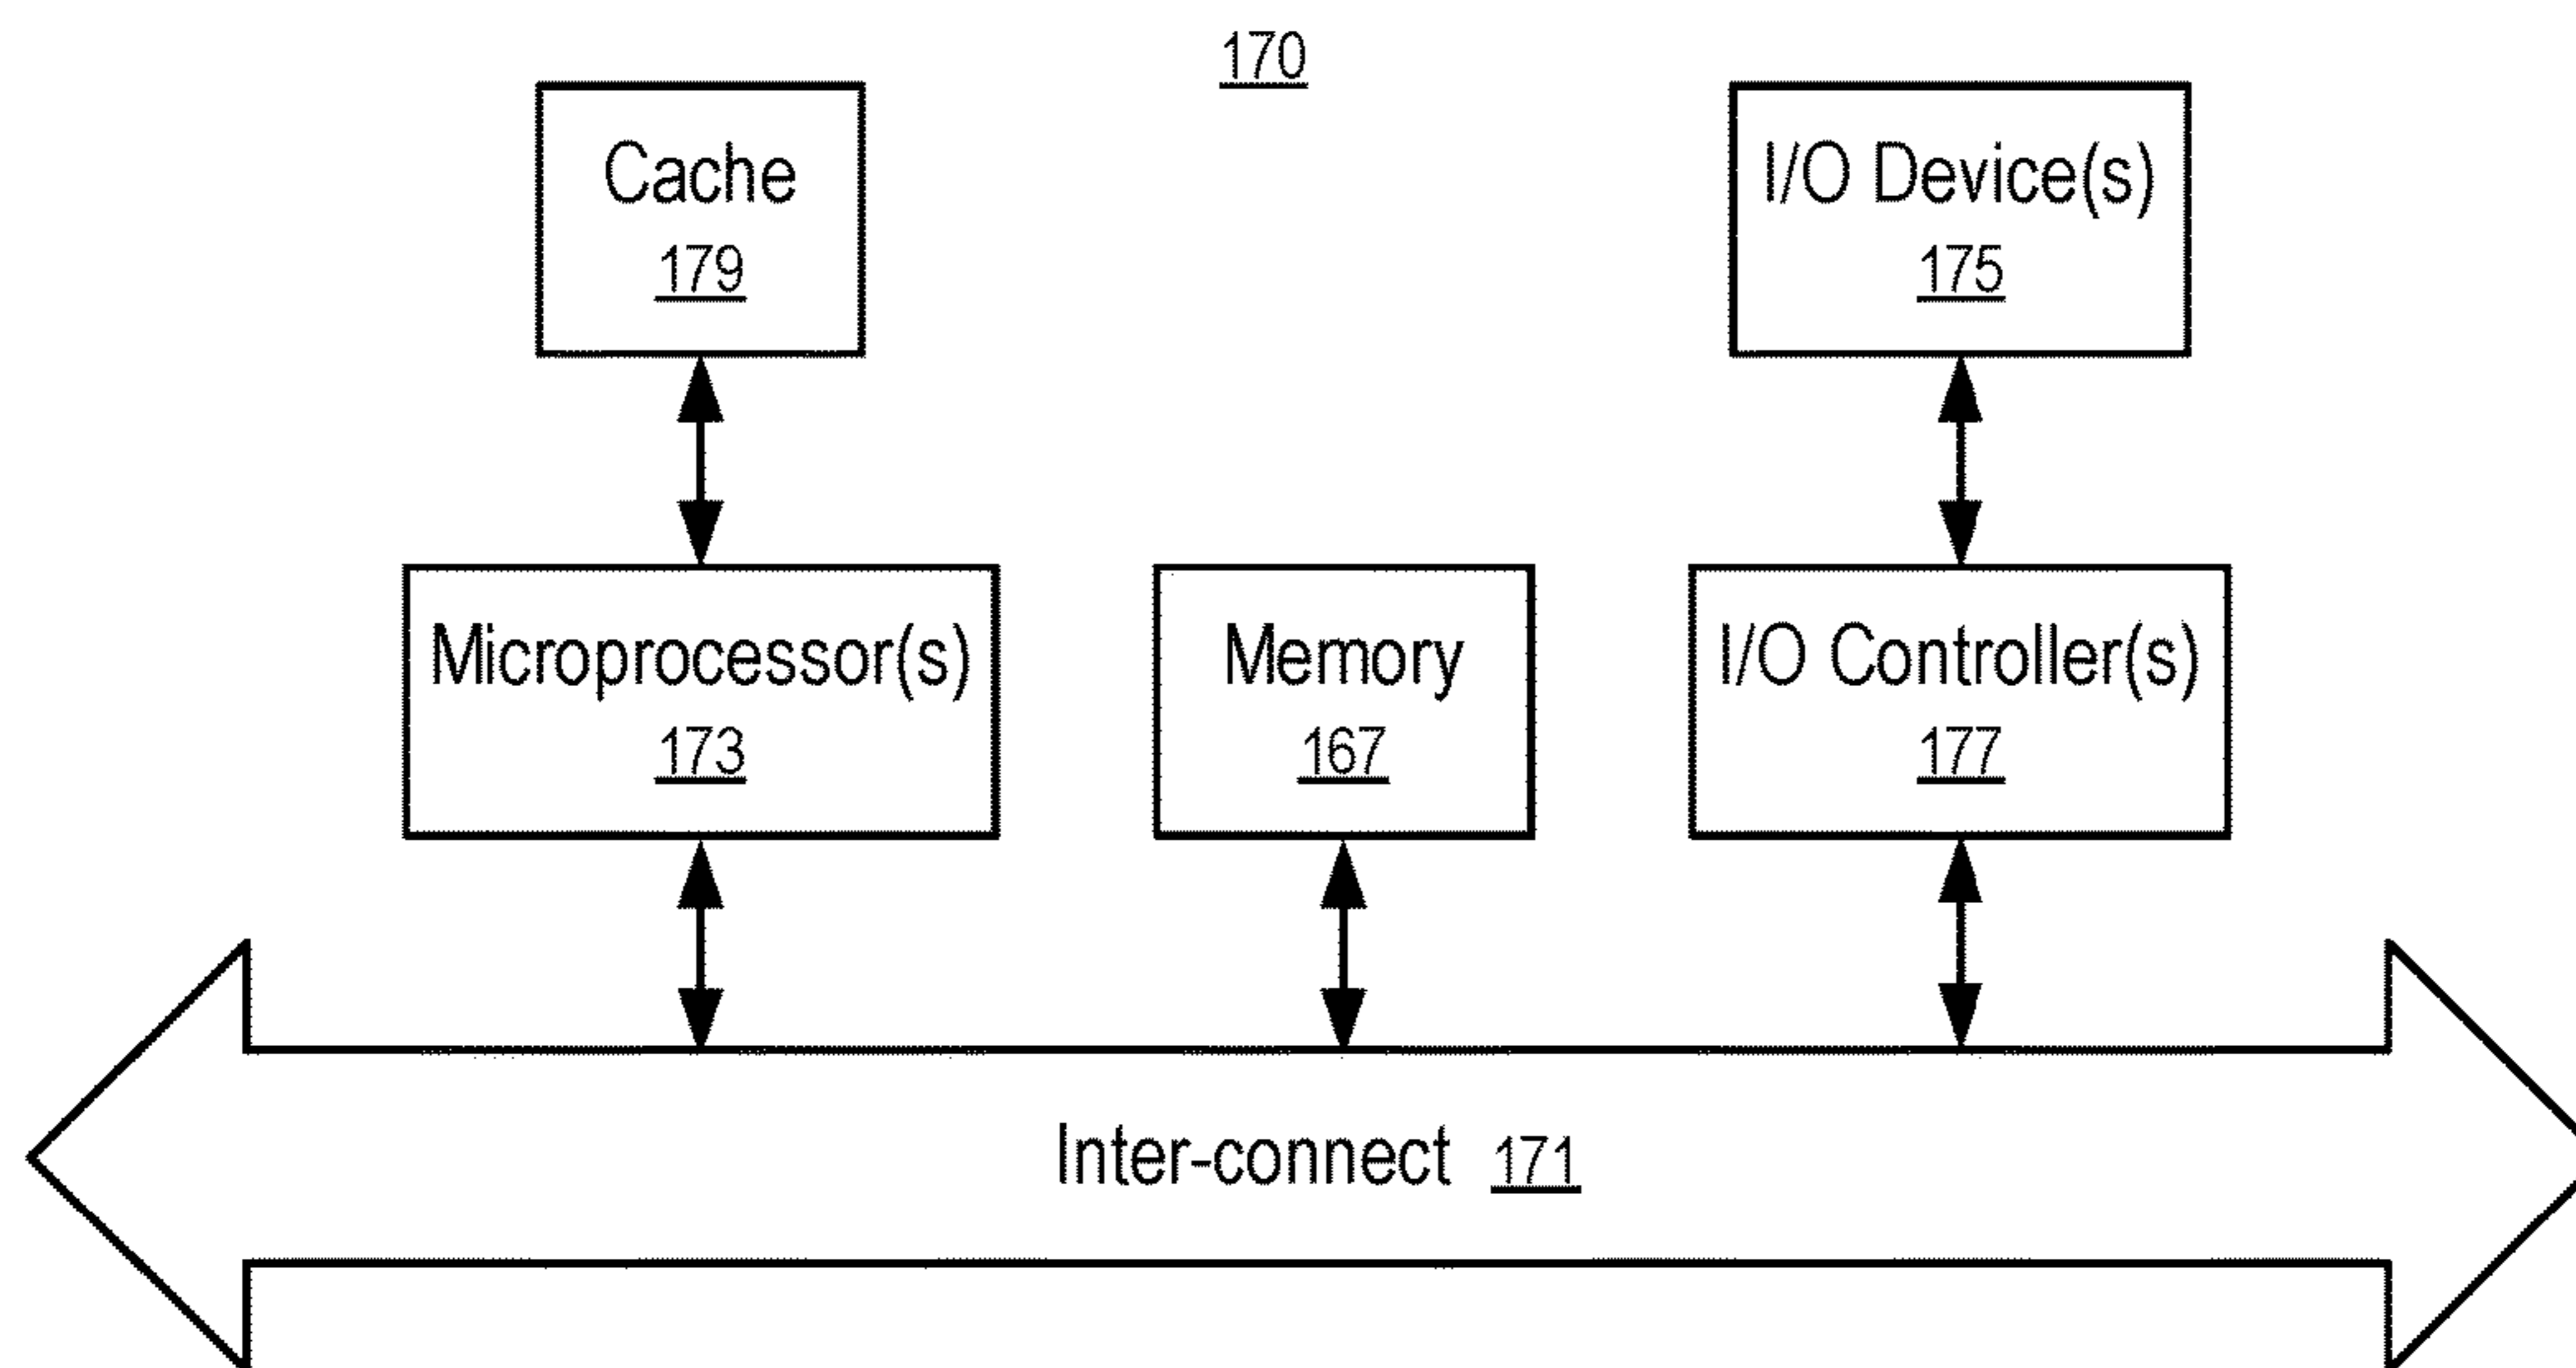 170
Cache
179
I/O Device(s)
175
Microprocessor(s)
173
Memory
167
I/O Controller(s)
177
Inter-connect 171